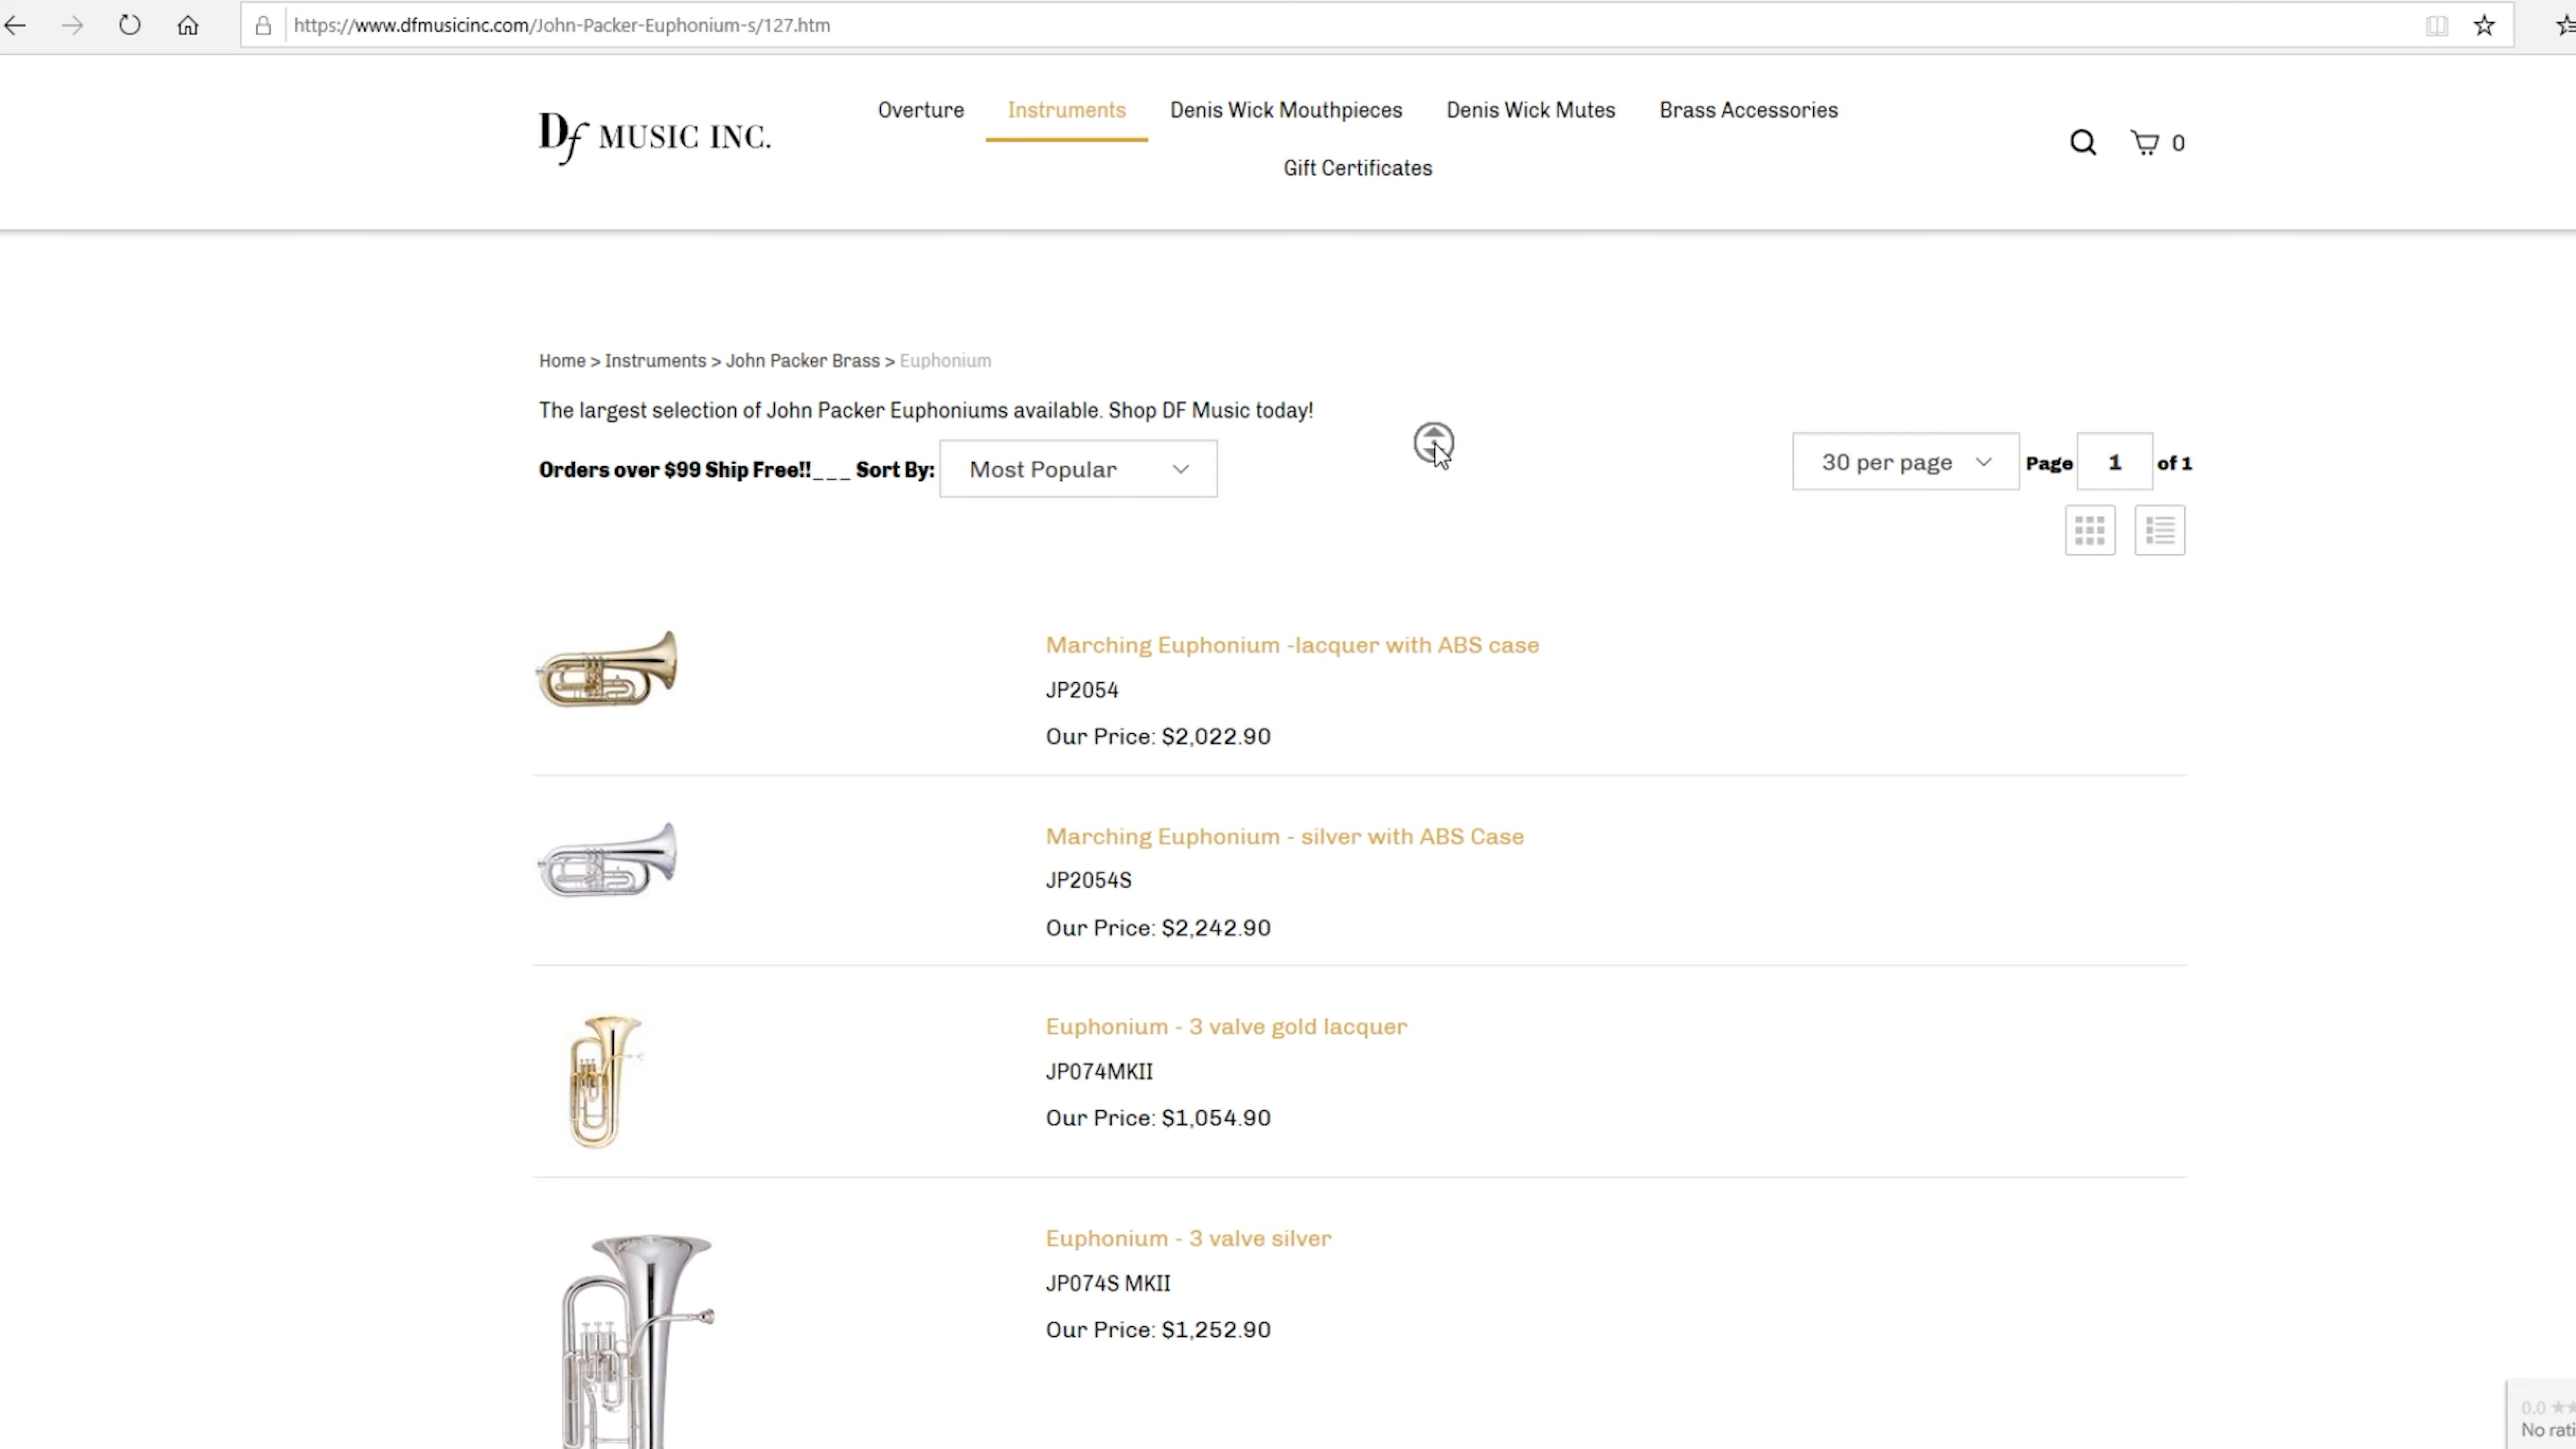 https://www.dfmusicinc.com/John-Packer-Euphonium-s/127.htm
Overture Instruments Denis Wick Mouthpieces Denis Wick Mutes Brass Accessories
Df MUSIC INC.
0
Gift Certificates
Home > Instruments > John Packer Brass > Euphonium
The largest selection of John Packer Euphoniums available. Shop DF Music today!
Orders over $99 Ship Free!!___ Sort By: Most Popular
30 per page Page 1 of 1
Marching Euphonium -lacquer with ABS case
JP2054
Our Price: $2,022.90
Marching Euphonium - silver with ABS Case
JP2054S
Our Price: $2,242.90
Euphonium - 3 valve gold lacquer
JP074MKII
Our Price: $1,054.90
Euphonium - 3 valve silver
JP074S MKII
Our Price: $1,252.90
0.0
No